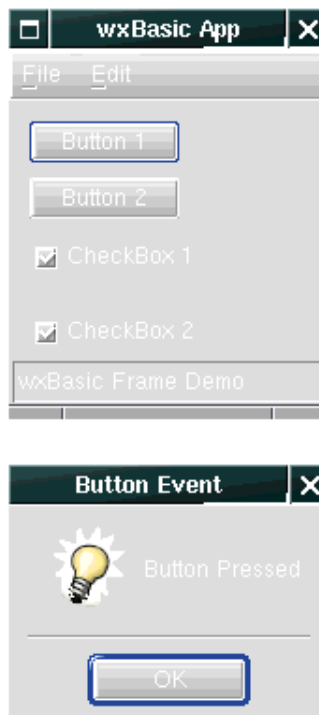 wxBasic App
File Edit
Button 1
Button 2
CheckBox 1
CheckBox 2
wxBasic Frame Demo
Button Event
Button Pressed
OK